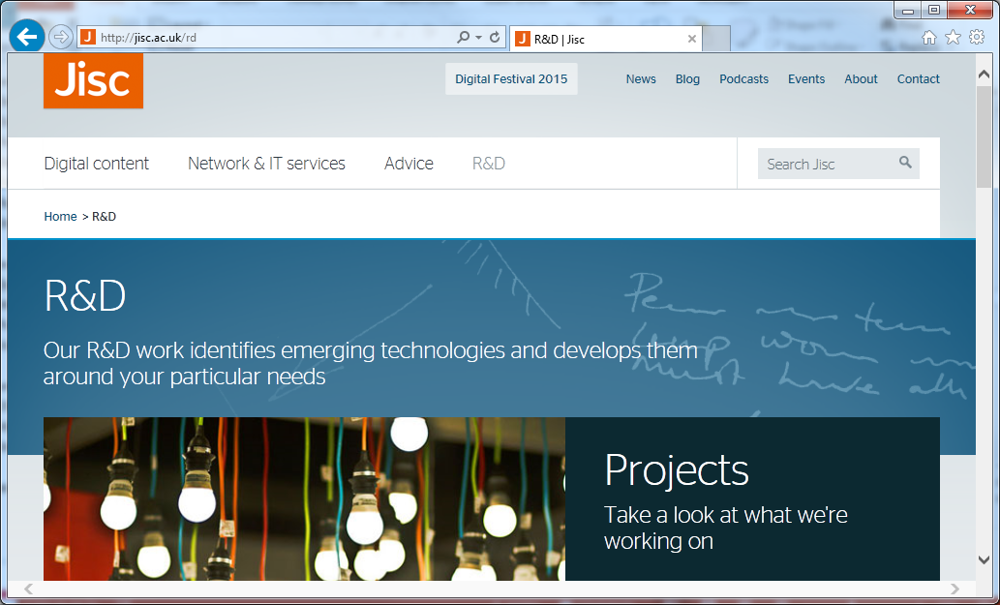 http://jisc.ac.uk/rd
R&D | Jisc
Jisc
Digital Festival 2015
News Blog Podcasts Events About Contact
Digital content Network & IT services Advice R&D
Search Jisc
Home > R&D
R&D
Our R&D work identifies emerging technologies and develops them
around your particular needs
Projects
Take a look at what we're
working on